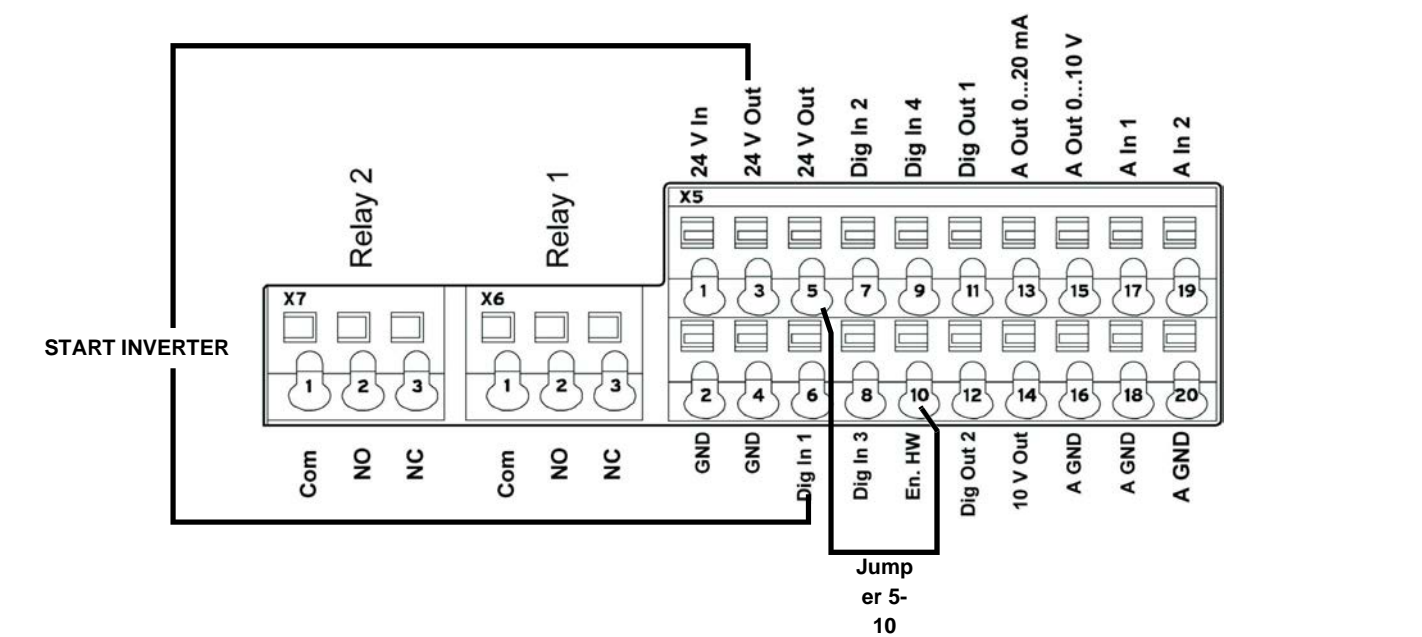 24 V In
24 V Out
24 V Out
Dig In 2
Dig In 4
Dig Out 1
A Out 0...20 mA
A Out 0...10 V
A In 1
A In 2
Relay 2
Relay 1
X5
1 3 5 7 9 11 13 15 17 19
X7
X6
START INVERTER
1 2 3
1 2 3
2 4 6 8 10 12 14 16 18 20
Com
NO
NC
Com
NO
NC
GND
GND
Dig In 1
Dig In 3
En. HW
Dig Out 2
10 V Out
A GND
A GND
A GND
Jump
er 5-
10